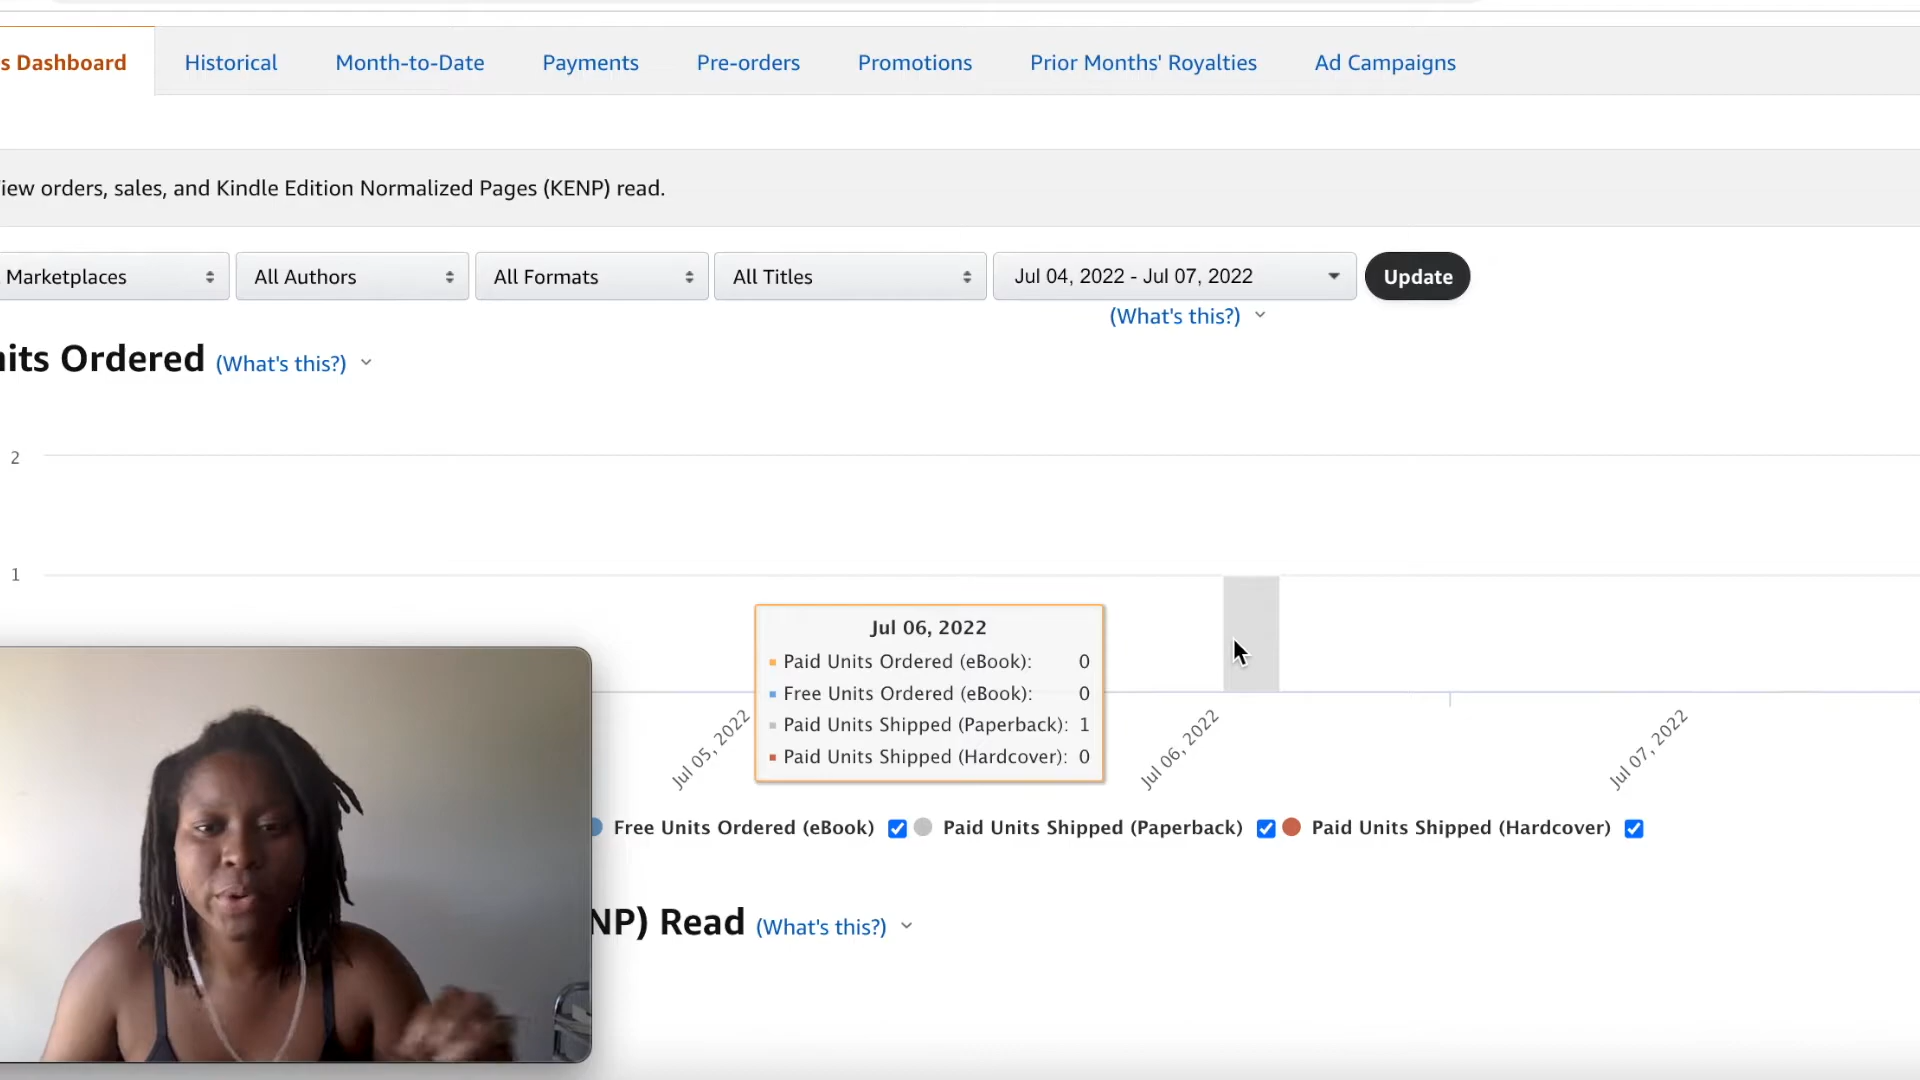 s Dashboard Historical Month-to-Date Payments Pre-orders Promotions Prior Months' Royalties Ad Campaigns
iew orders, sales, and Kindle Edition Normalized Pages (KENP) read.
Marketplaces All Authors All Formats All Titles Jul 04, 2022 - Jul 07, 2022 Update
(What's this?)
nits Ordered (What's this?)
2
1
Jul 06, 2022
Paid Units Ordered (eBook): 0
Free Units Ordered (eBook): 0
Paid Units Shipped (Paperback): 1
Paid Units Shipped (Hardcover): 0
Jul 05, 2022 Jul 06, 2022 Jul 07, 2022
Free Units Ordered (eBook) Paid Units Shipped (Paperback) Paid Units Shipped (Hardcover)
NP) Read (What's this?)